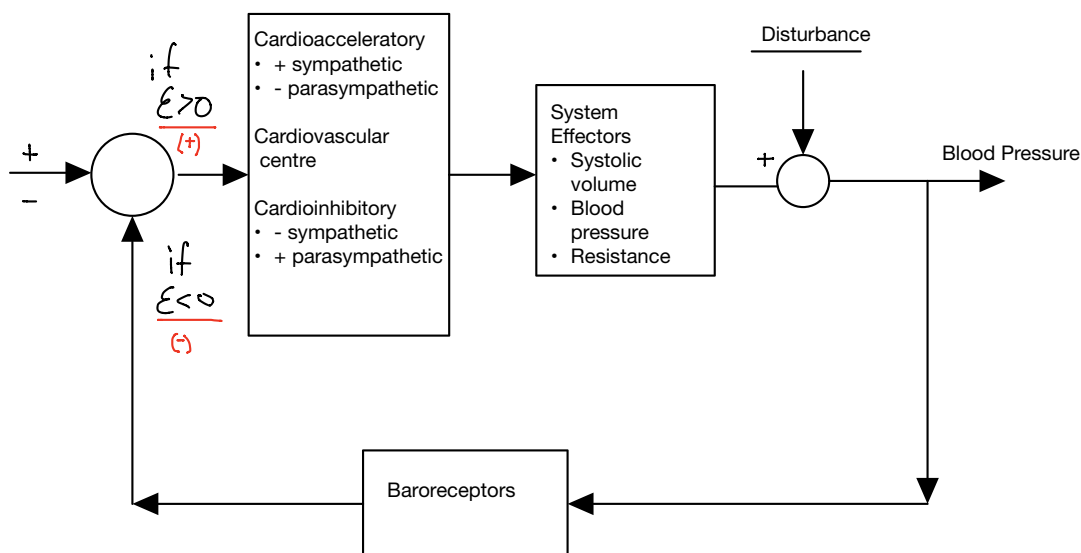 +
-
if
ε>0
(+)
if
ε<0
(-)
Cardioacceleratory
• + sympathetic
• - parasympathetic
Cardiovascular
centre
Cardioinhibitory
• - sympathetic
• + parasympathetic
System
Effectors
• Systolic
volume
• Blood
pressure
• Resistance
Disturbance
+
Blood Pressure
Baroreceptors